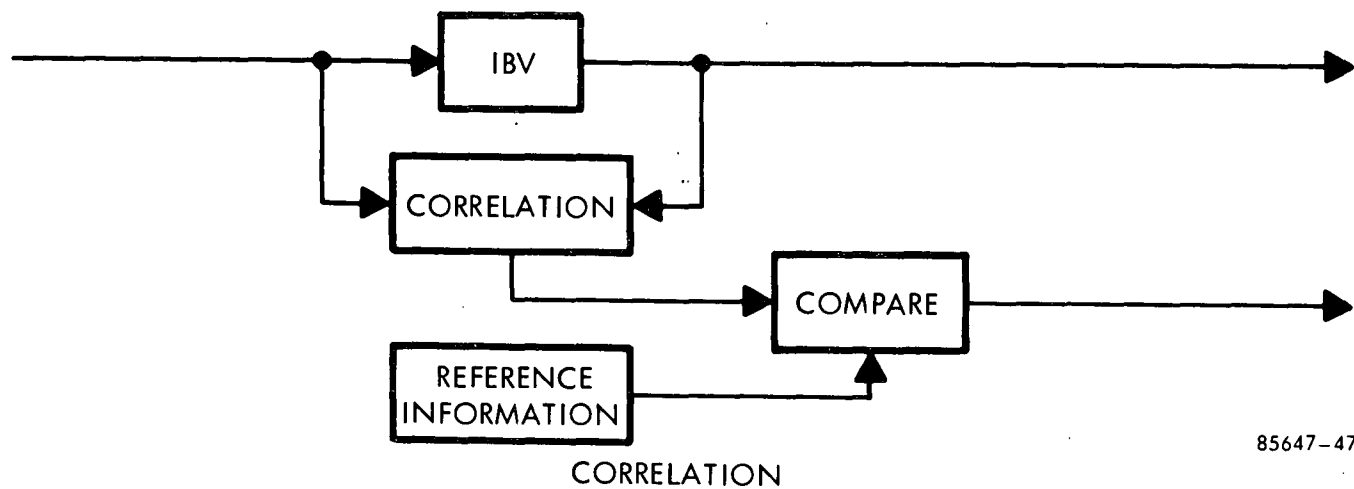 IBV
CORRELATION
COMPARE
REFERENCE
INFORMATION
85647-47
CORRELATION